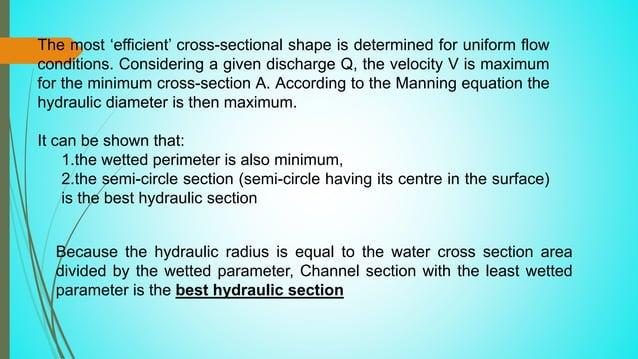 The most ‘efficient’ cross-sectional shape is determined for uniform flow
conditions. Considering a given discharge Q, the velocity V is maximum
for the minimum cross-section A. According to the Manning equation the
hydraulic diameter is then maximum.
It can be shown that:
1.the wetted perimeter is also minimum,
2.the semi-circle section (semi-circle having its centre in the surface)
is the best hydraulic section
Because the hydraulic radius is equal to the water cross section area
divided by the wetted parameter, Channel section with the least wetted
parameter is the best hydraulic section